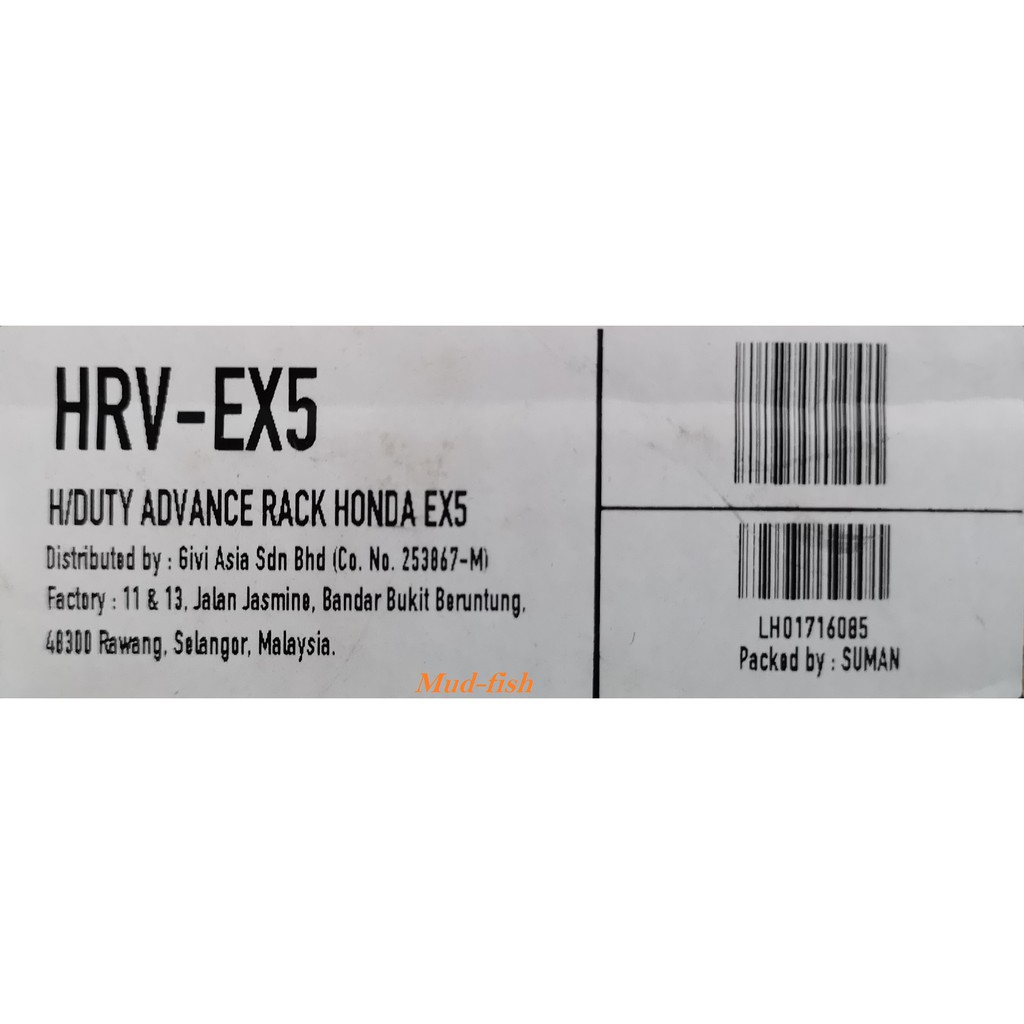 HRV-EX5
H/DUTY ADVANCE RACK HONDA EX5
Distributed by : Givi Asia Sdn Bhd (Co. No. 253867-M)
Factory : 11 & 13, Jalan Jasmine, Bandar Bukit Beruntung,
48300 Rawang, Selangor, Malaysia.
LH01716085
Packed by : SUMAN
Mud-fish